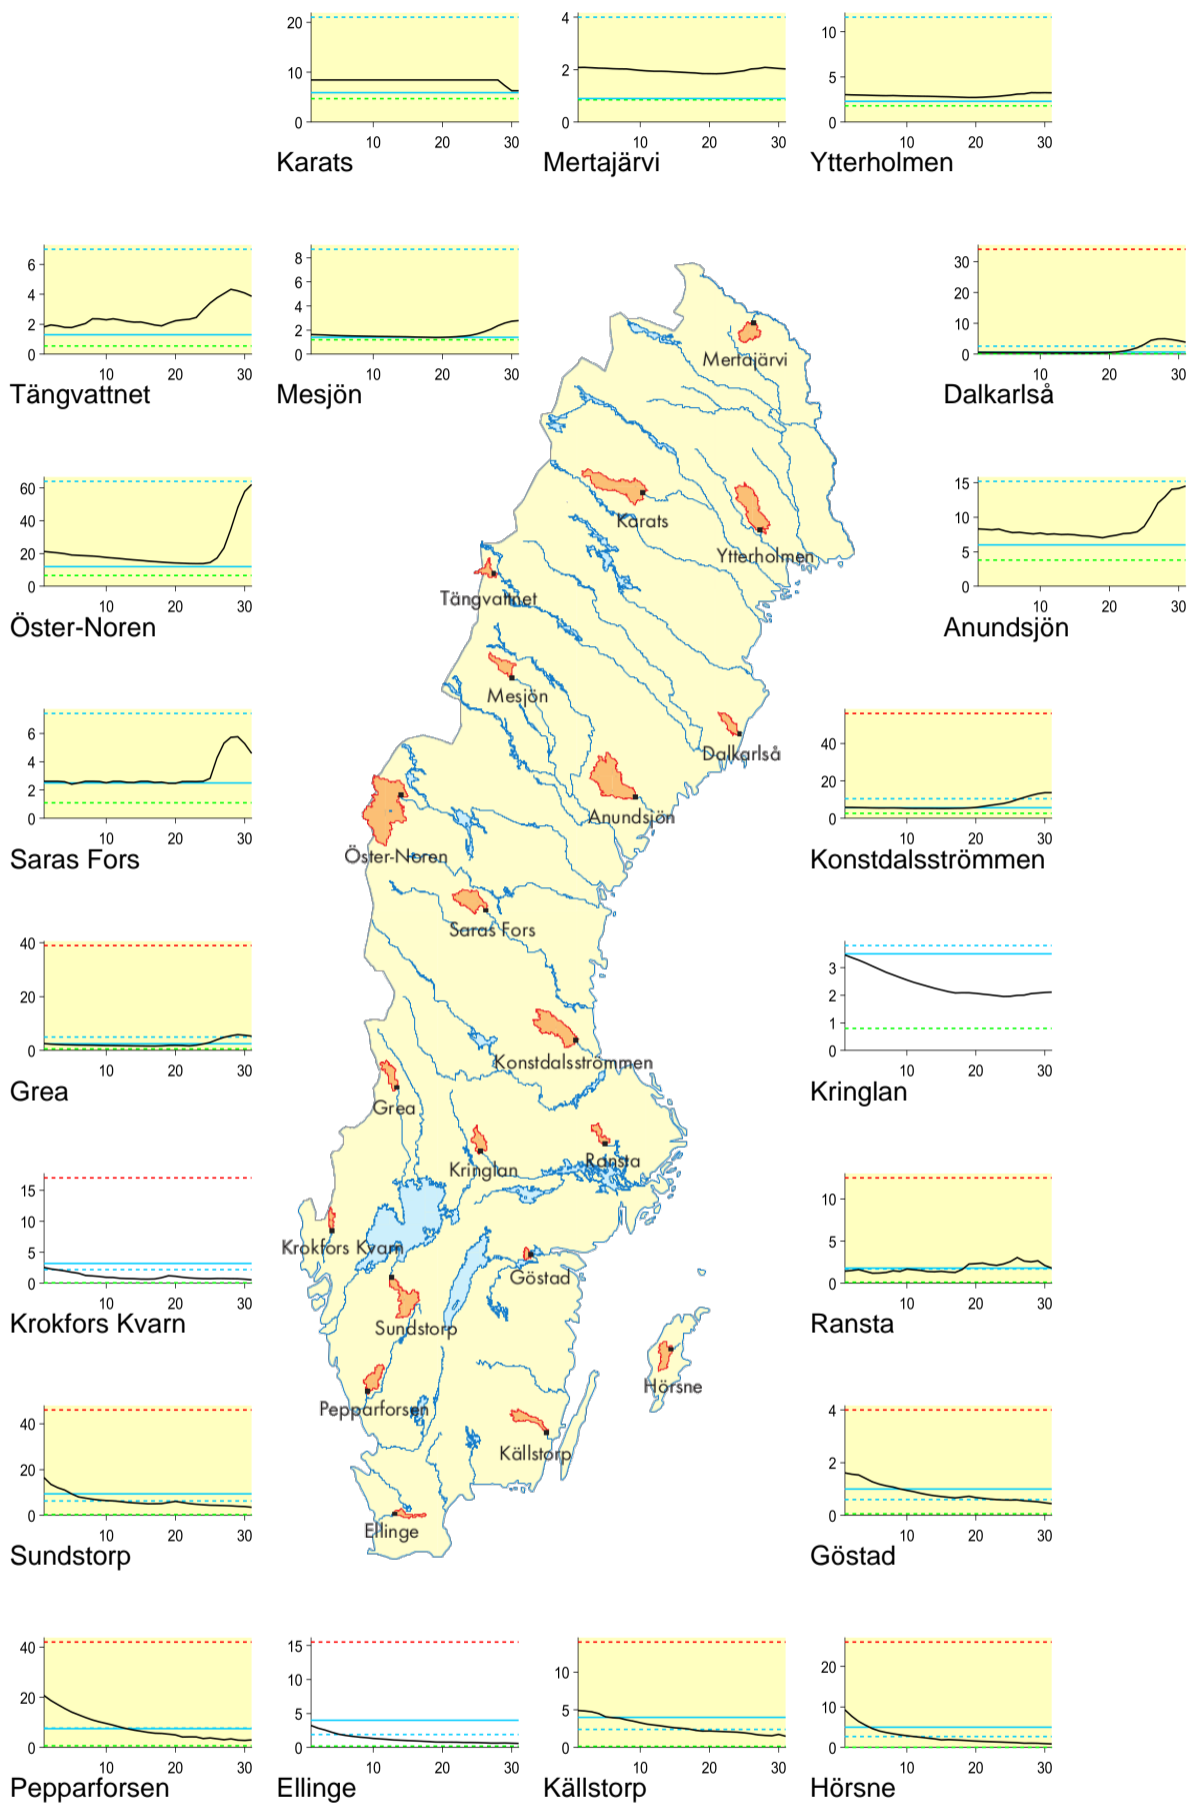 20
10
0
10 20 30
Karats
4
2
0
10 20 30
Mertajärvi
10
5
0
10 20 30
Ytterholmen
6
4
2
0
10 20 30
Tängvattnet
8
6
4
2
0
10 20 30
Mesjön
30
20
10
0
10 20 30
Dalkarlså
60
40
20
0
10 20 30
Öster-Noren
15
10
5
0
10 20 30
Anundsjön
6
4
2
0
10 20 30
Saras Fors
40
20
0
10 20 30
Konstdalsströmmen
40
20
0
10 20 30
Grea
3
2
1
0
10 20 30
Kringlan
15
10
5
0
10 20 30
Krokfors Kvarn
10
5
0
10 20 30
Ransta
40
20
0
10 20 30
Sundstorp
4
2
0
10 20 30
Göstad
40
20
0
10 20 30
Pepparforsen
15
10
5
0
10 20 30
Ellinge
10
5
0
10 20 30
Källstorp
20
10
0
10 20 30
Hörsne
Mertajärvi
Karats
Ytterholmen
Tängvattnet
Mesjön
Dalkarlså
Anundsjön
Öster-Noren
Saras Fors
Konstdalsströmmen
Grea
Kringlan
Ransta
Krokfors Kvarn
Göstad
Sundstorp
Hörsne
Pepparforsen
Källstorp
Ellinge